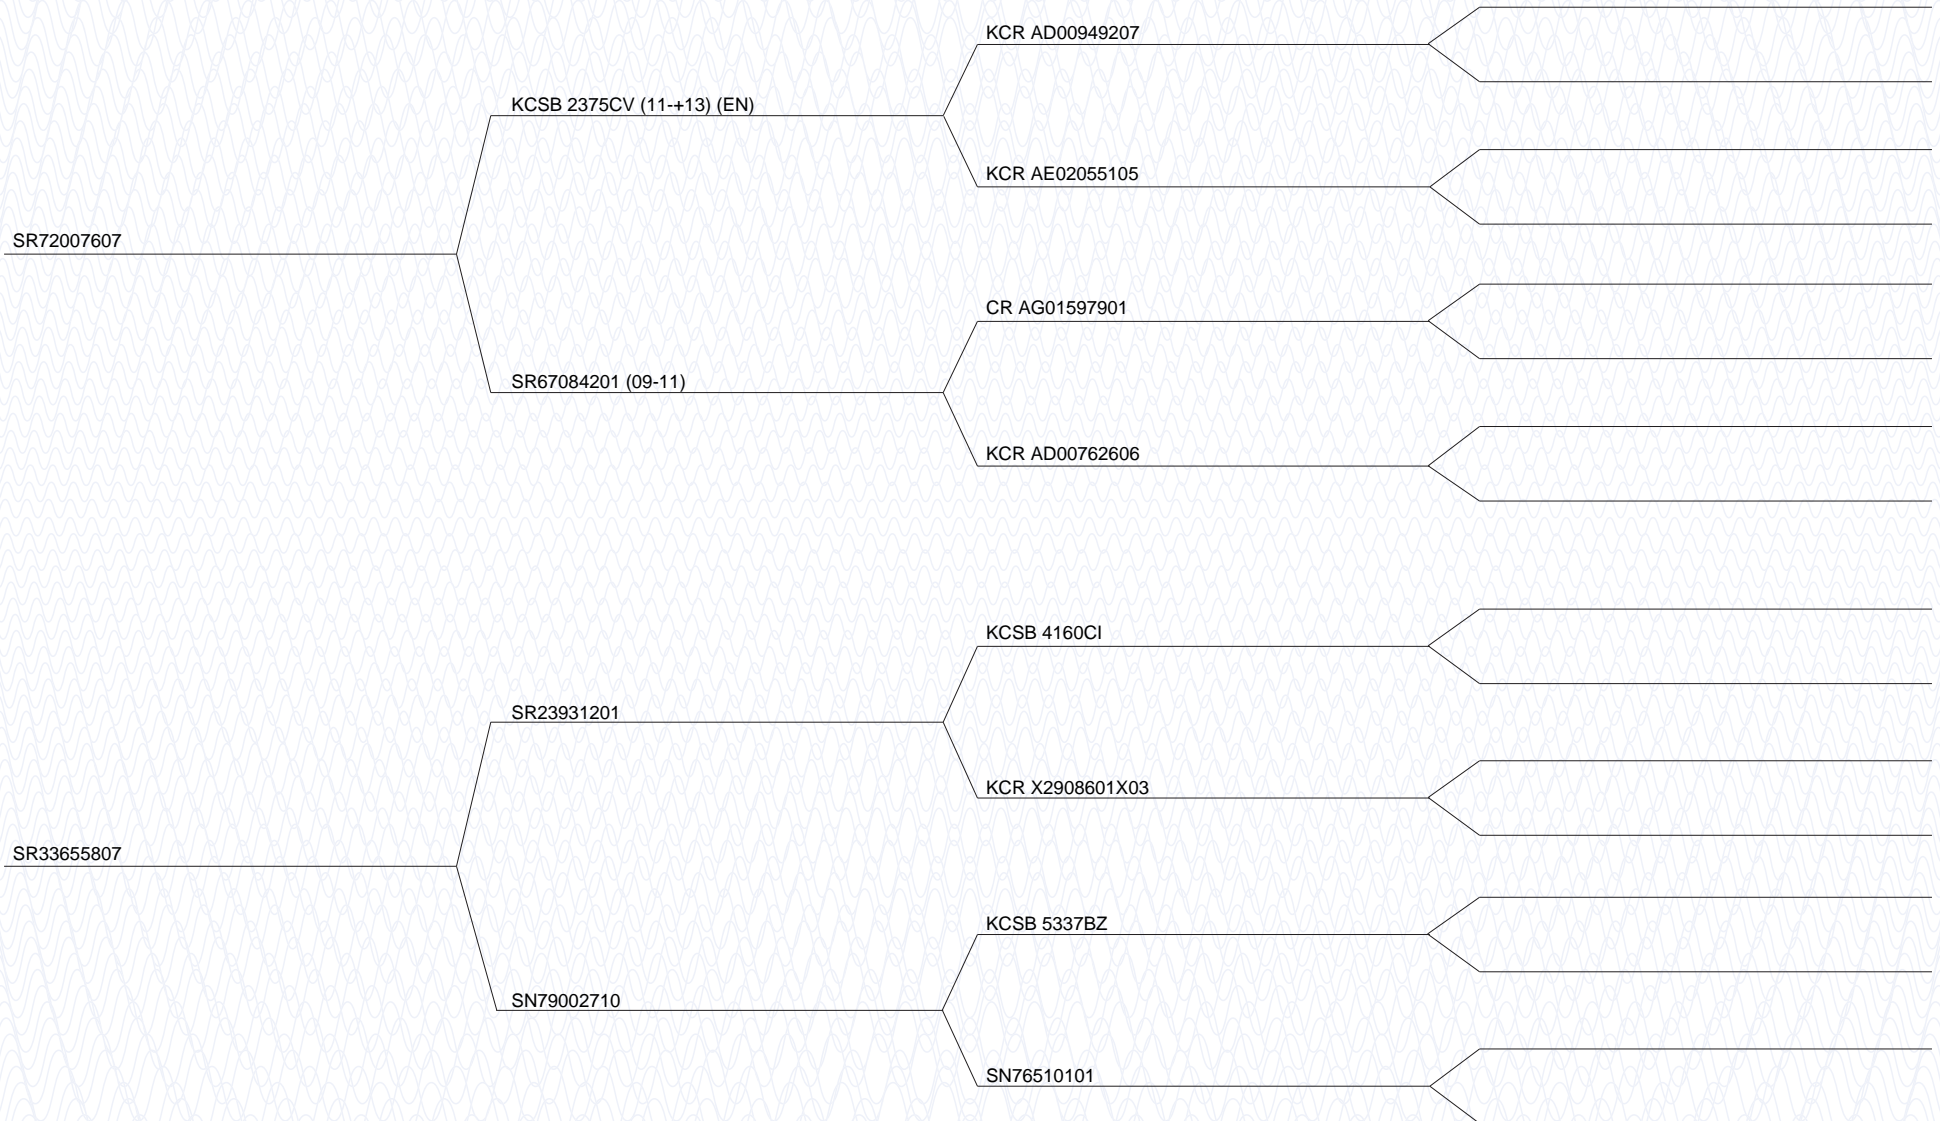 KCR AD00949207
KCSB 2375CV (11-+13) (EN)
KCR AE02055105
SR72007607
CR AG01597901
SR67084201 (09-11)
KCR AD00762606
KCSB 4160CI
SR23931201
KCR X2908601X03
SR33655807
KCSB 5337BZ
SN79002710
SN76510101